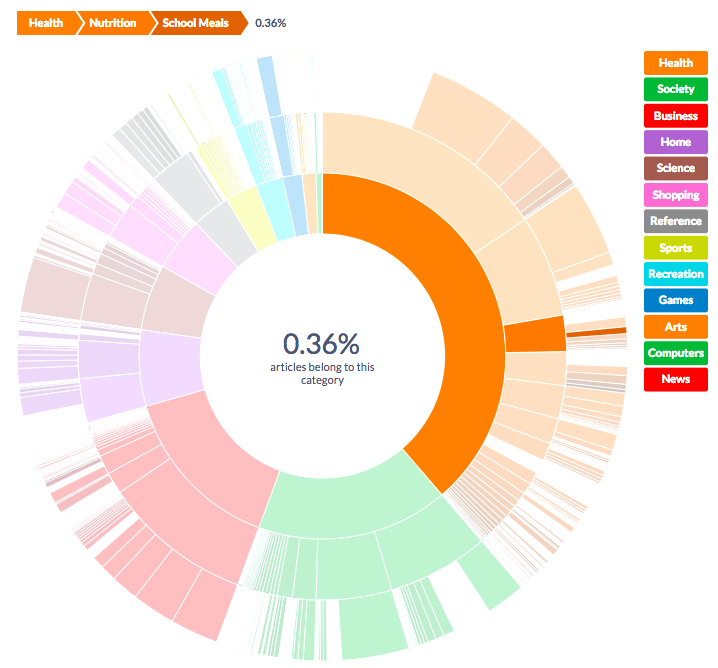 Health Nutrition School Meals 0.36%
Health
Society
Business
Home
Science
Shopping
Reference
Sports
Recreation
Games
Arts
Computers
News
0.36%
articles belong to this
category